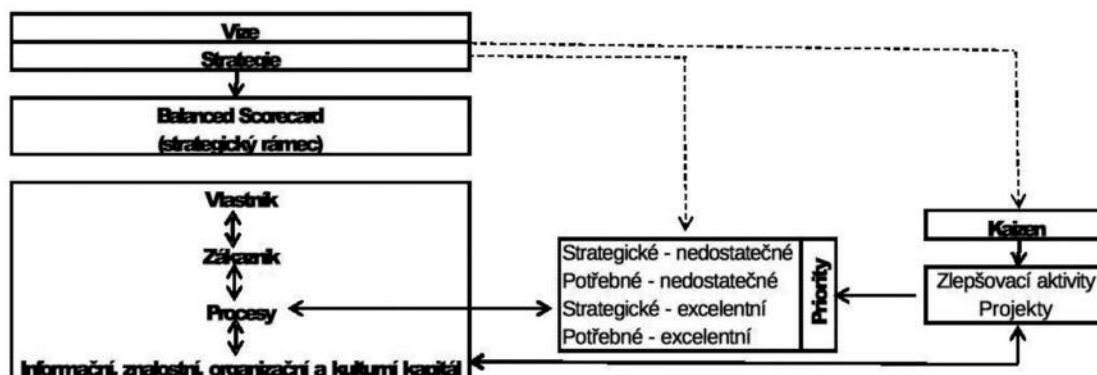 Vize
Strategie
Balanced Scorecard
(strategický rámec)
Vlastník
Zákazník
Procesy
Informační, znalostní, organizační a kulturní kapitál
Strategické - nedostatečné
Potřebné - nedostatečné
Strategické - excelentní
Potřebné - excelentní
Priority
Kaizen
Zlepšovací aktivity
Projekty